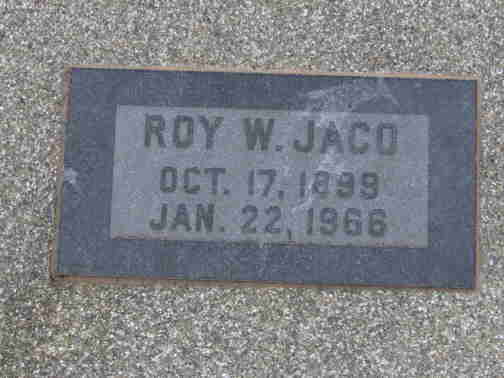 ROY W. JACO
OCT. 17, 1899
JAN. 22, 1966